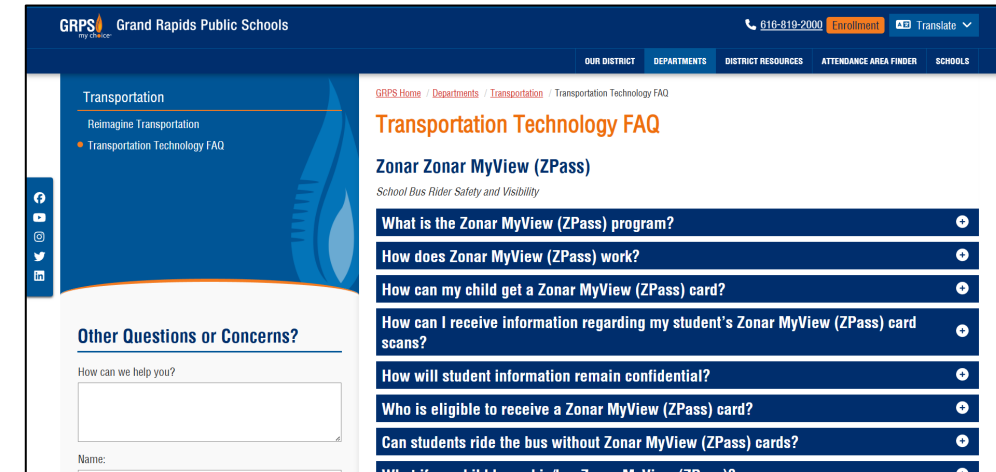 GRPS Grand Rapids Public Schools
my choice
616-819-2000 Enrollment Translate
OUR DISTRICT DEPARTMENTS DISTRICT RESOURCES ATTENDANCE AREA FINDER SCHOOLS
Transportation
Reimagine Transportation
Transportation Technology FAQ
Other Questions or Concerns?
How can we help you?
Name:
GRPS Home / Departments / Transportation / Transportation Technology FAQ
Transportation Technology FAQ
Zonar Zonar MyView (ZPass)
School Bus Rider Safety and Visibility
What is the Zonar MyView (ZPass) program?
How does Zonar MyView (ZPass) work?
How can my child get a Zonar MyView (ZPass) card?
How can I receive information regarding my student's Zonar MyView (ZPass) card
scans?
How will student information remain confidential?
Who is eligible to receive a Zonar MyView (ZPass) card?
Can students ride the bus without Zonar MyView (ZPass) cards?